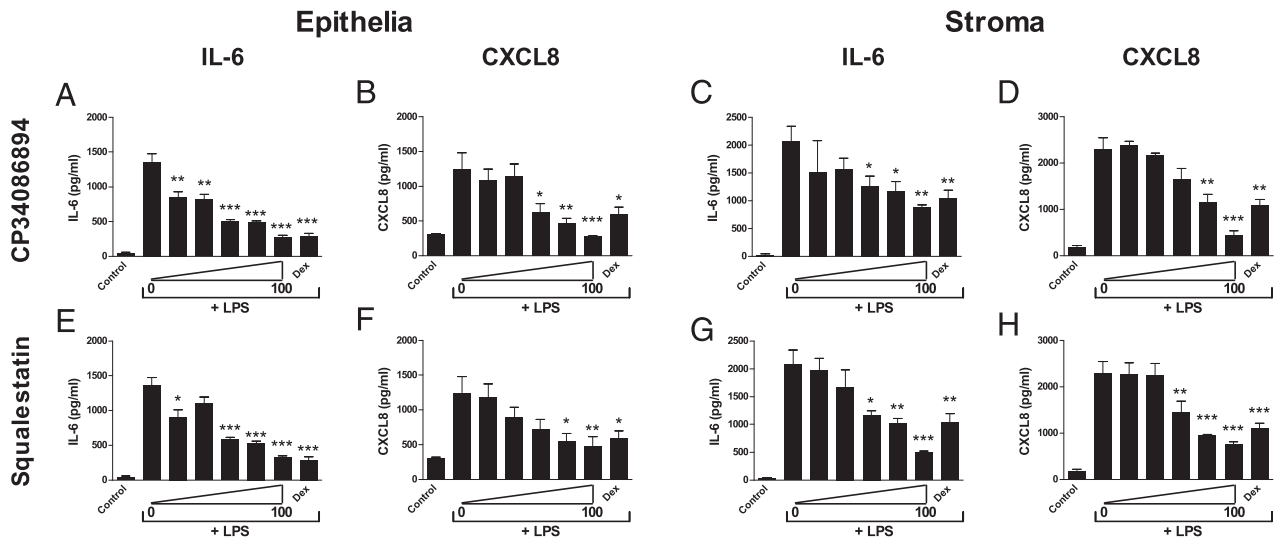 Epithelia
Stroma
IL-6
CXCL8
IL-6
CXCL8
CP34086894
A
2000
1500
1000
500
0
IL-6 (pg/ml)
** ** *** *** *** ***
Control
0
100
Dex
+ LPS
B
2000
1500
1000
500
0
CXCL8 (pg/ml)
* ** *** *
Control
0
100
Dex
+ LPS
C
2500
2000
1500
1000
500
0
IL-6 (pg/ml)
* * ** **
Control
0
100
Dex
+ LPS
D
3000
2000
1000
0
CXCL8 (pg/ml)
** *** **
Control
0
100
Dex
+ LPS
Squalestatin
E
2000
1500
1000
500
0
IL-6 (pg/ml)
* *** *** *** ***
Control
0
100
Dex
+ LPS
F
2000
1500
1000
500
0
CXCL8 (pg/ml)
* ** *
Control
0
100
Dex
+ LPS
G
2500
2000
1500
1000
500
0
IL-6 (pg/ml)
* ** *** **
Control
0
100
Dex
+ LPS
H
3000
2000
1000
0
CXCL8 (pg/ml)
** *** *** ***
Control
0
100
Dex
+ LPS